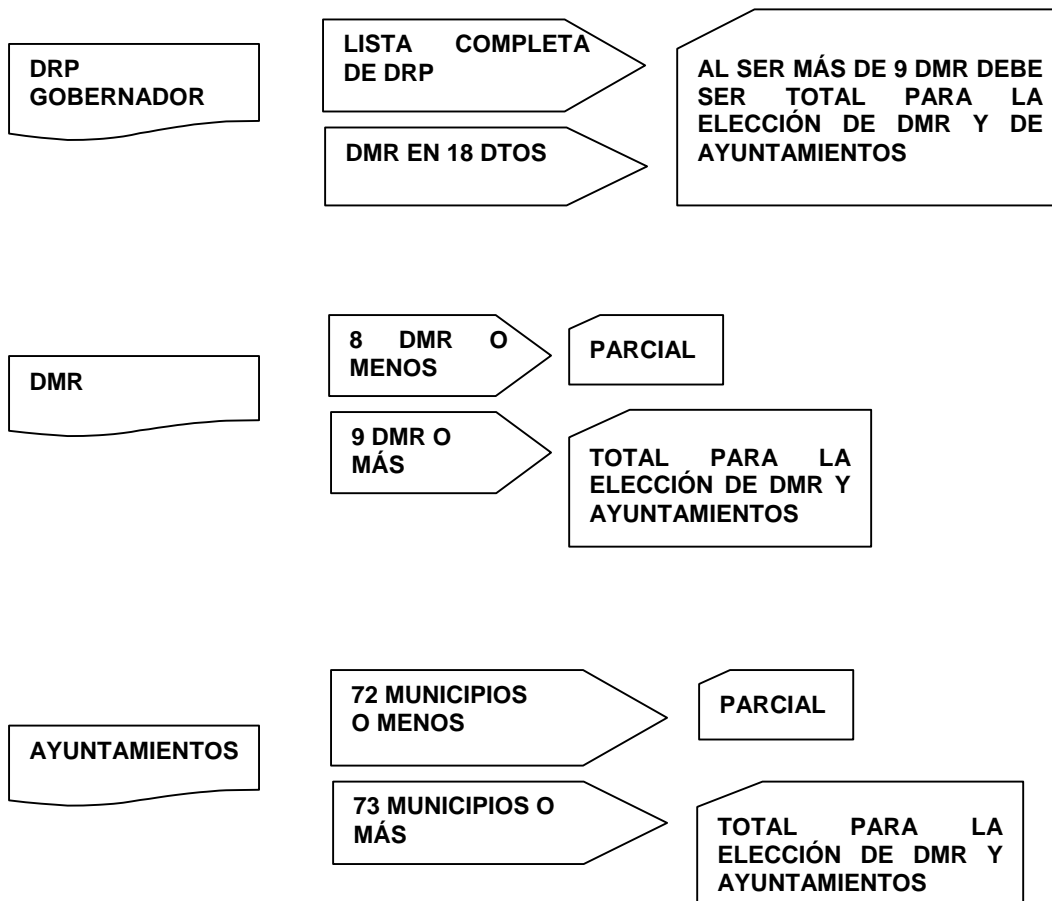 DRP
GOBERNADOR
LISTA COMPLETA
DE DRP
DMR EN 18 DTOS
AL SER MÁS DE 9 DMR DEBE
SER TOTAL PARA LA
ELECCIÓN DE DMR Y DE
AYUNTAMIENTOS
DMR
8 DMR O
MENOS
PARCIAL
9 DMR O
MÁS
TOTAL PARA LA
ELECCIÓN DE DMR Y
AYUNTAMIENTOS
AYUNTAMIENTOS
72 MUNICIPIOS
O MENOS
PARCIAL
73 MUNICIPIOS O
MÁS
TOTAL PARA LA
ELECCIÓN DE DMR Y
AYUNTAMIENTOS